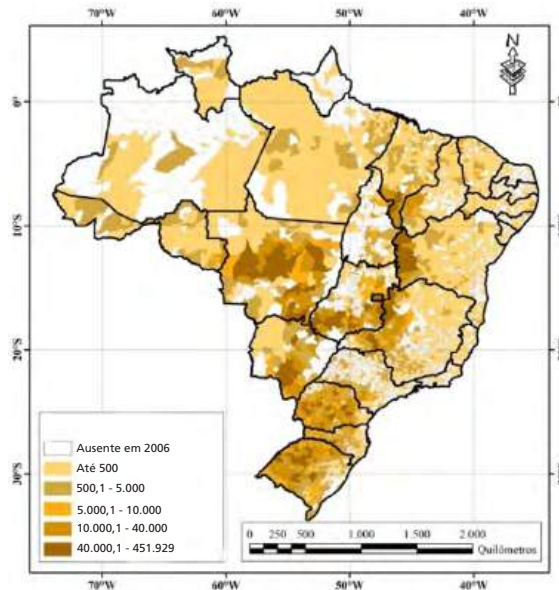 70°W 60°W 50°W 40°W
N
0°
10°S
20°S
30°S
Ausente em 2006
Até 500
500,1 - 5.000
5.000,1 - 10.000
10.000,1 - 40.000
40.000,1 - 451.929
0 250 500 1.000 1.500 2.000
Quilômetros
70°W 60°W 50°W 40°W